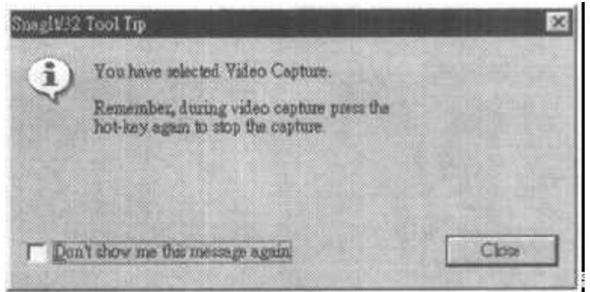 SnagIt/32 Tool Tip
You have selected Video Capture.
Remember, during video capture press the
hot-key again to stop the capture.
Don't show me this message again
Close